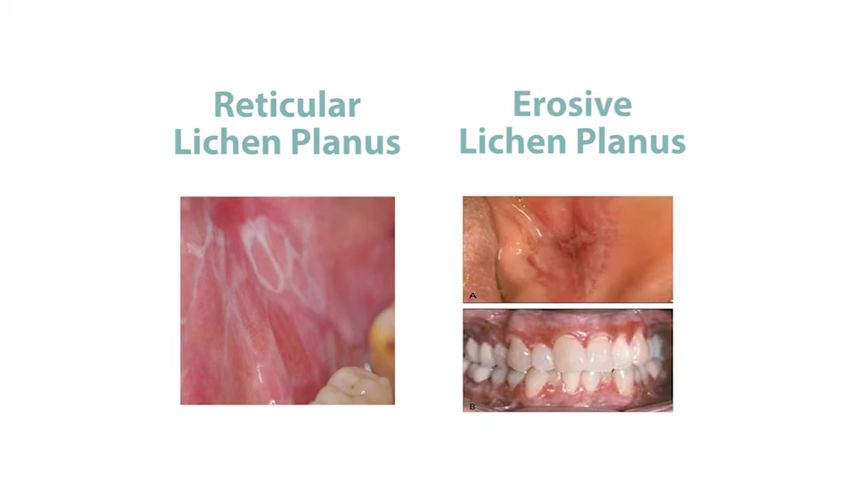 Reticular
Lichen Planus
Erosive
Lichen Planus
A
B